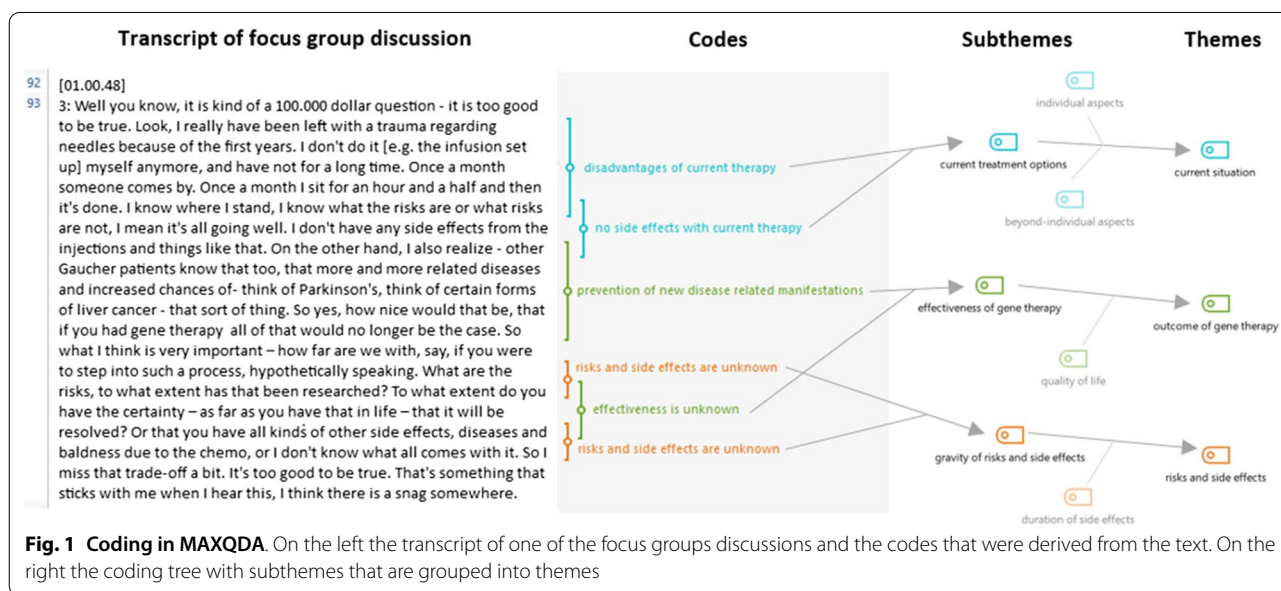 Transcript of focus group discussion
Codes
Subthemes
Themes
92 [01.00.48]
93 3: Well you know, it is kind of a 100.000 dollar question - it is too good
to be true. Look, I really have been left with a trauma regarding
needles because of the first years. I don't do it [e.g. the infusion set
up] myself anymore, and have not for a long time. Once a month
someone comes by. Once a month I sit for an hour and a half and then
it's done. I know where I stand, I know what the risks are or what risks
are not, I mean it's all going well. I don't have any side effects from the
injections and things like that. On the other hand, I also realize - other
Gaucher patients know that too, that more and more related diseases
and increased chances of- think of Parkinson's, think of certain forms
of liver cancer - that sort of thing. So yes, how nice would that be, that
if you had gene therapy all of that would no longer be the case. So
what I think is very important – how far are we with, say, if you were
to step into such a process, hypothetically speaking. What are the
risks, to what extent has that been researched? To what extent do you
have the certainty – as far as you have that in life – that it will be
resolved? Or that you have all kinds of other side effects, diseases and
baldness due to the chemo, or I don't know what all comes with it. So I
miss that trade-off a bit. It's too good to be true. That's something that
sticks with me when I hear this, I think there is a snag somewhere.
disadvantages of current therapy
no side effects with current therapy
prevention of new disease related manifestations
risks and side effects are unknown
effectiveness is unknown
risks and side effects are unknown
individual aspects
current treatment options
beyond-individual aspects
effectiveness of gene therapy
quality of life
gravity of risks and side effects
duration of side effects
current situation
outcome of gene therapy
risks and side effects
Fig. 1 Coding in MAXQDA. On the left the transcript of one of the focus groups discussions and the codes that were derived from the text. On the
right the coding tree with subthemes that are grouped into themes